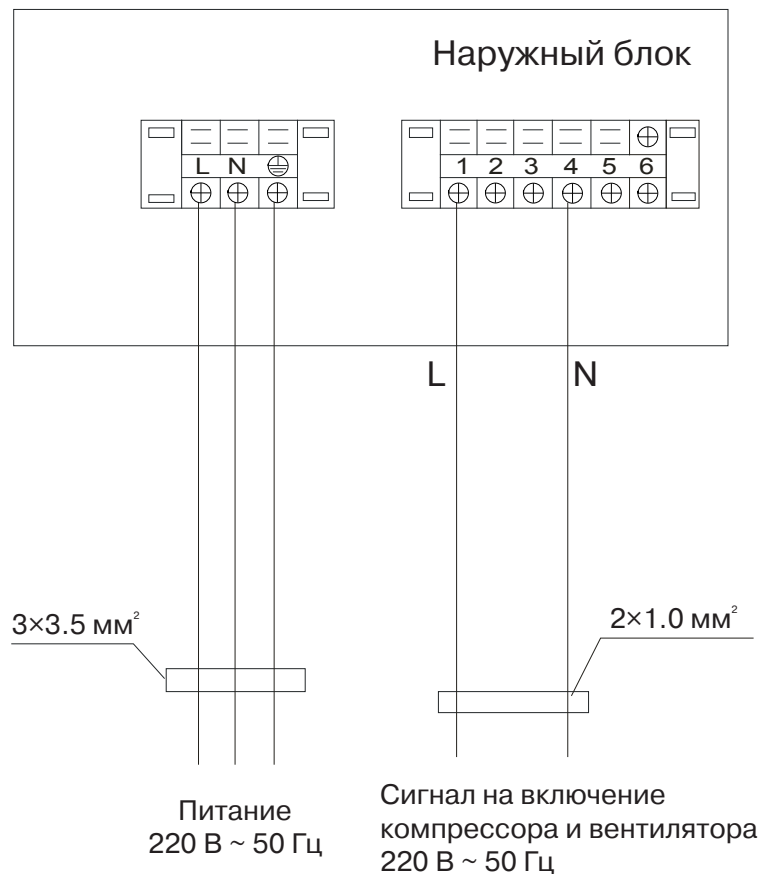 Наружный блок
L N
1 2 3 4 5 6
L N
3×3.5 мм²
2×1.0 мм²
Питание
220 В ~ 50 Гц
Сигнал на включение
компрессора и вентилятора
220 В ~ 50 Гц